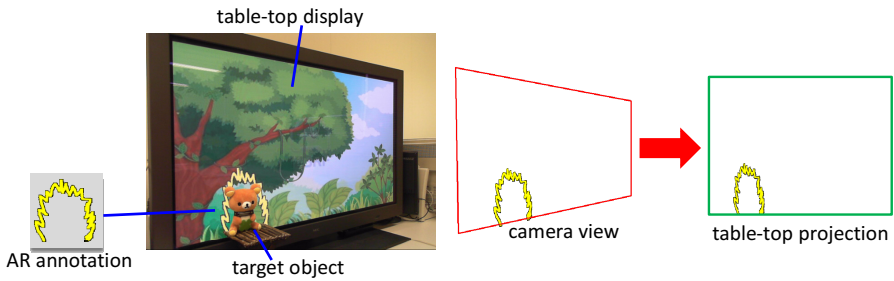 table-top display
AR annotation
target object
camera view
table-top projection